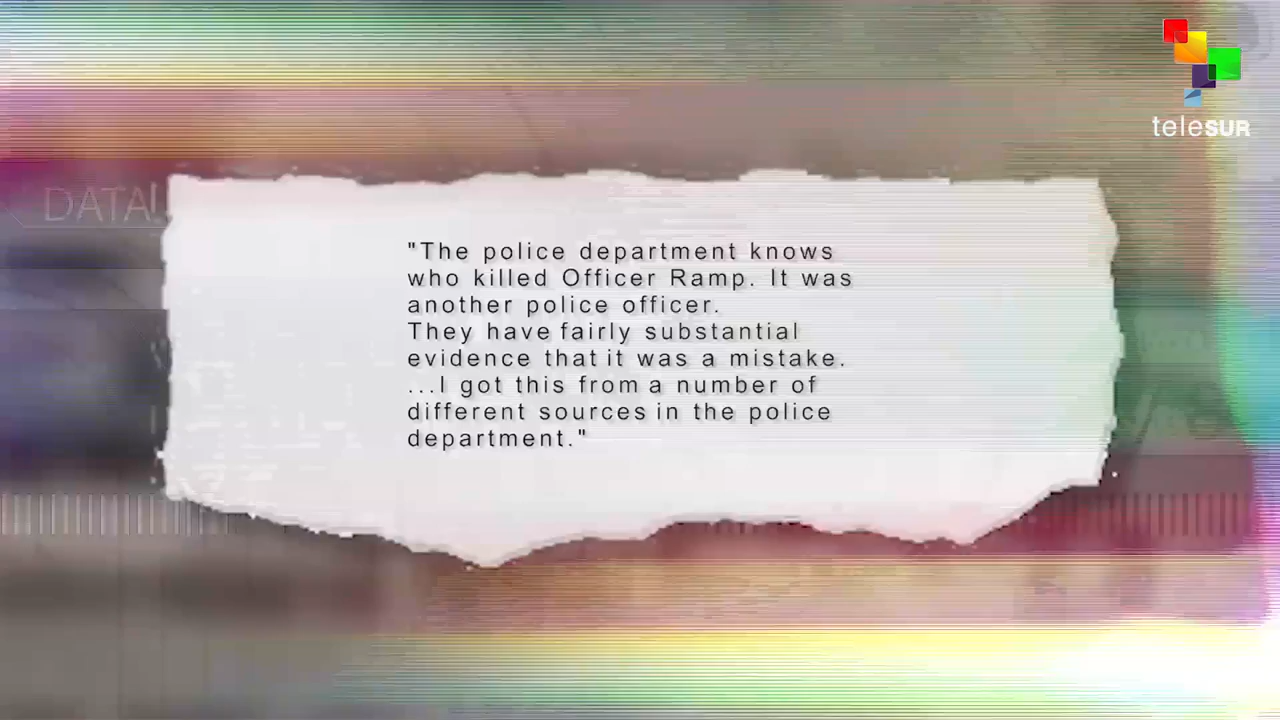 teleSUR
DATA
"The police department knows
who killed Officer Ramp. It was
another police officer.
They have fairly substantial
evidence that it was a mistake.
...I got this from a number of
different sources in the police
department."